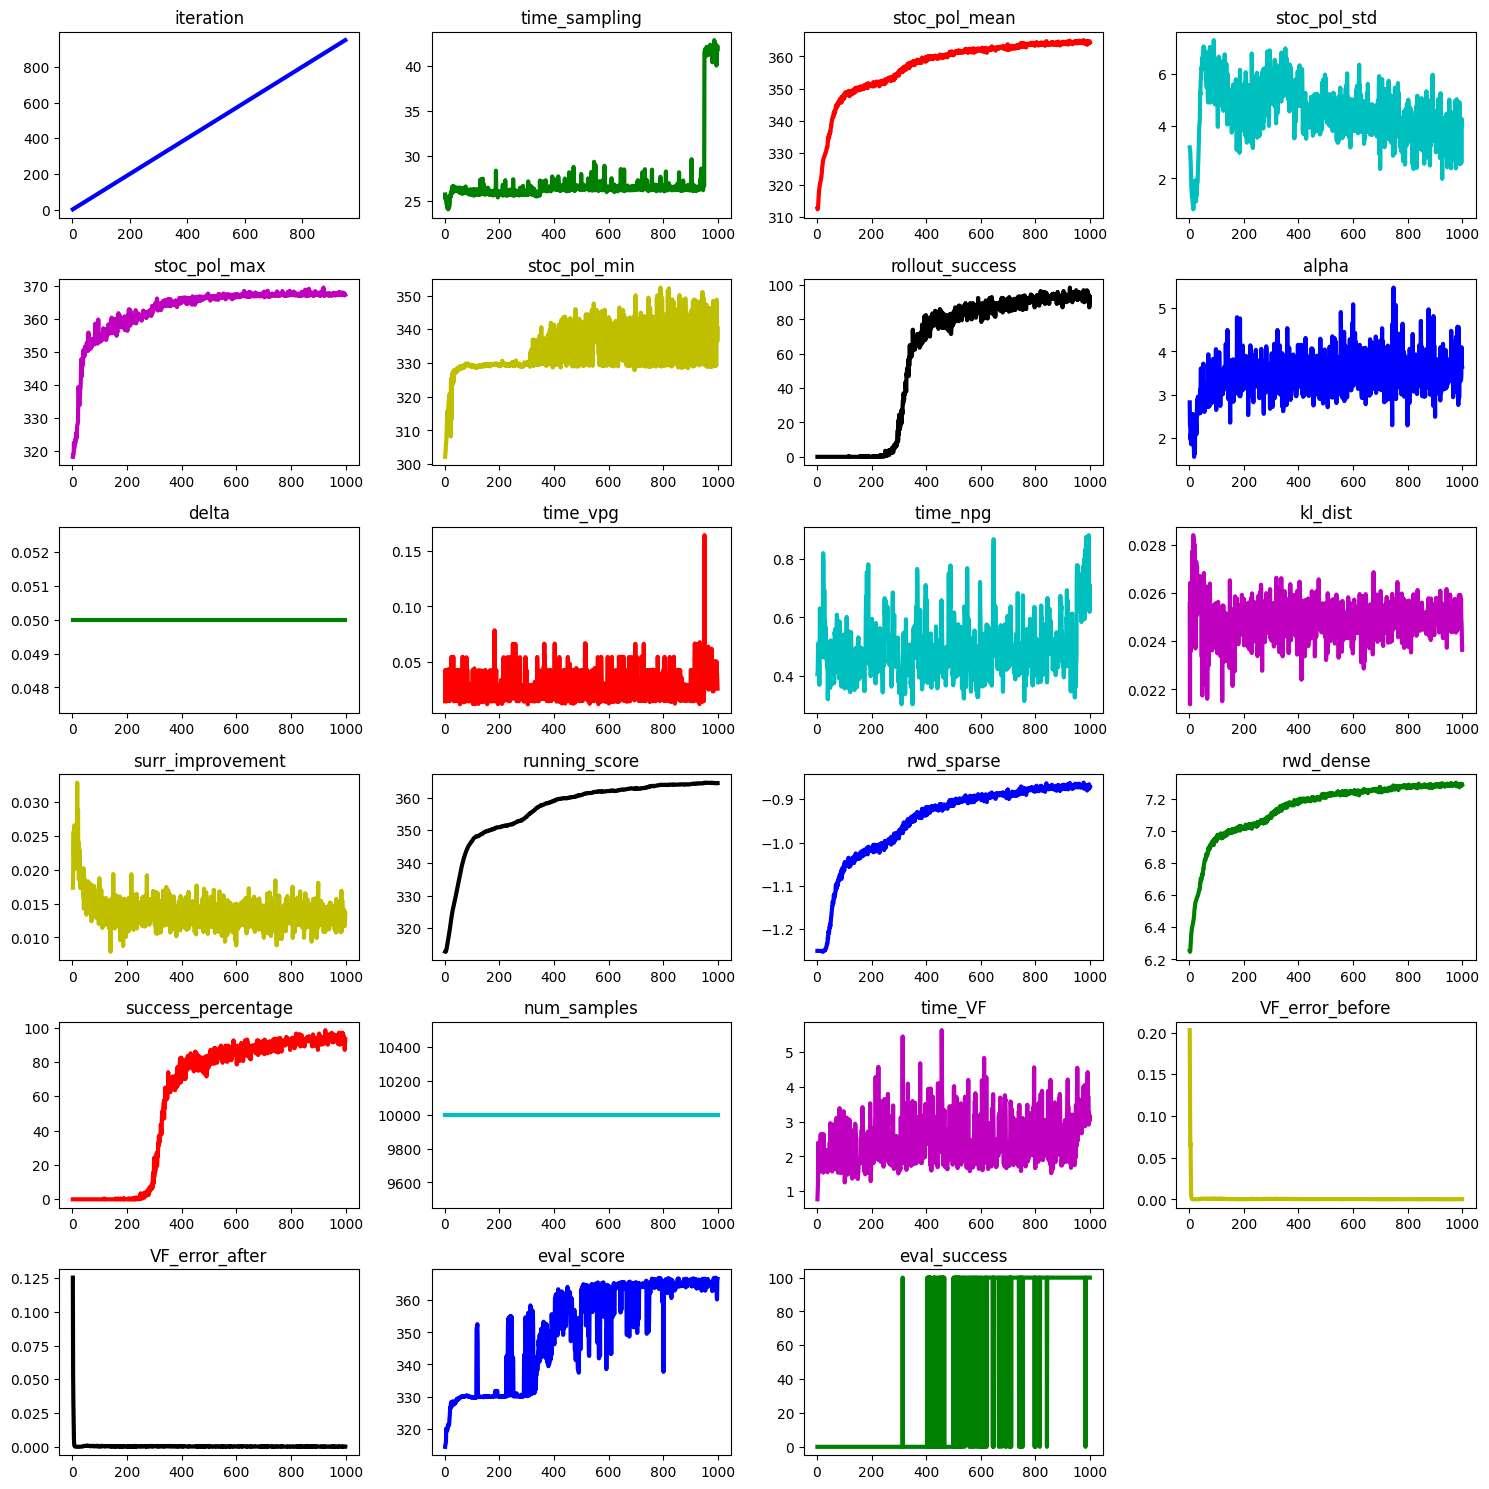 iteration
800
600
400
200
0
0 200 400 600 800
time_sampling
40
35
30
25
0 200 400 600 800 1000
stoc_pol_mean
360
350
340
330
320
310
0 200 400 600 800 1000
stoc_pol_std
6
4
2
0 200 400 600 800 1000
stoc_pol_max
370
360
350
340
330
320
0 200 400 600 800 1000
stoc_pol_min
350
340
330
320
310
300
0 200 400 600 800 1000
rollout_success
100
80
60
40
20
0
0 200 400 600 800 1000
alpha
5
4
3
2
0 200 400 600 800 1000
delta
0.052
0.051
0.050
0.049
0.048
0 200 400 600 800 1000
time_vpg
0.15
0.10
0.05
0 200 400 600 800 1000
time_npg
0.8
0.6
0.4
0 200 400 600 800 1000
kl_dist
0.028
0.026
0.024
0.022
0 200 400 600 800 1000
surr_improvement
0.030
0.025
0.020
0.015
0.010
0 200 400 600 800 1000
running_score
360
350
340
330
320
0 200 400 600 800 1000
rwd_sparse
−0.9
−1.0
−1.1
−1.2
0 200 400 600 800 1000
rwd_dense
7.2
7.0
6.8
6.6
6.4
6.2
0 200 400 600 800 1000
success_percentage
100
80
60
40
20
0
0 200 400 600 800 1000
num_samples
10400
10200
10000
9800
9600
0 200 400 600 800 1000
time_VF
5
4
3
2
1
0 200 400 600 800 1000
VF_error_before
0.20
0.15
0.10
0.05
0.00
0 200 400 600 800 1000
VF_error_after
0.125
0.100
0.075
0.050
0.025
0.000
0 200 400 600 800 1000
eval_score
360
350
340
330
320
0 200 400 600 800 1000
eval_success
100
80
60
40
20
0
0 200 400 600 800 1000